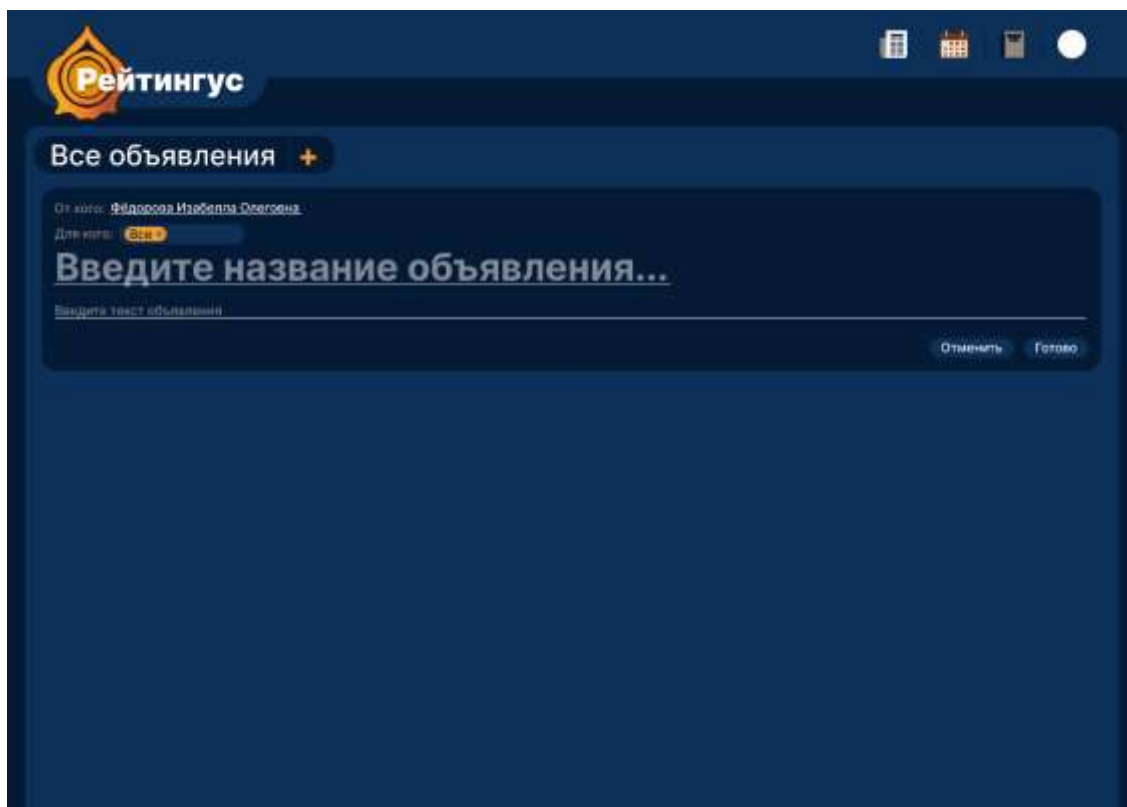 Рейтингус
Все объявления +
От кого: Фёдорова Изабелла Олеговна
Для кого: Все ×
Введите название объявления...
Введите текст объявления
Отменить Готово